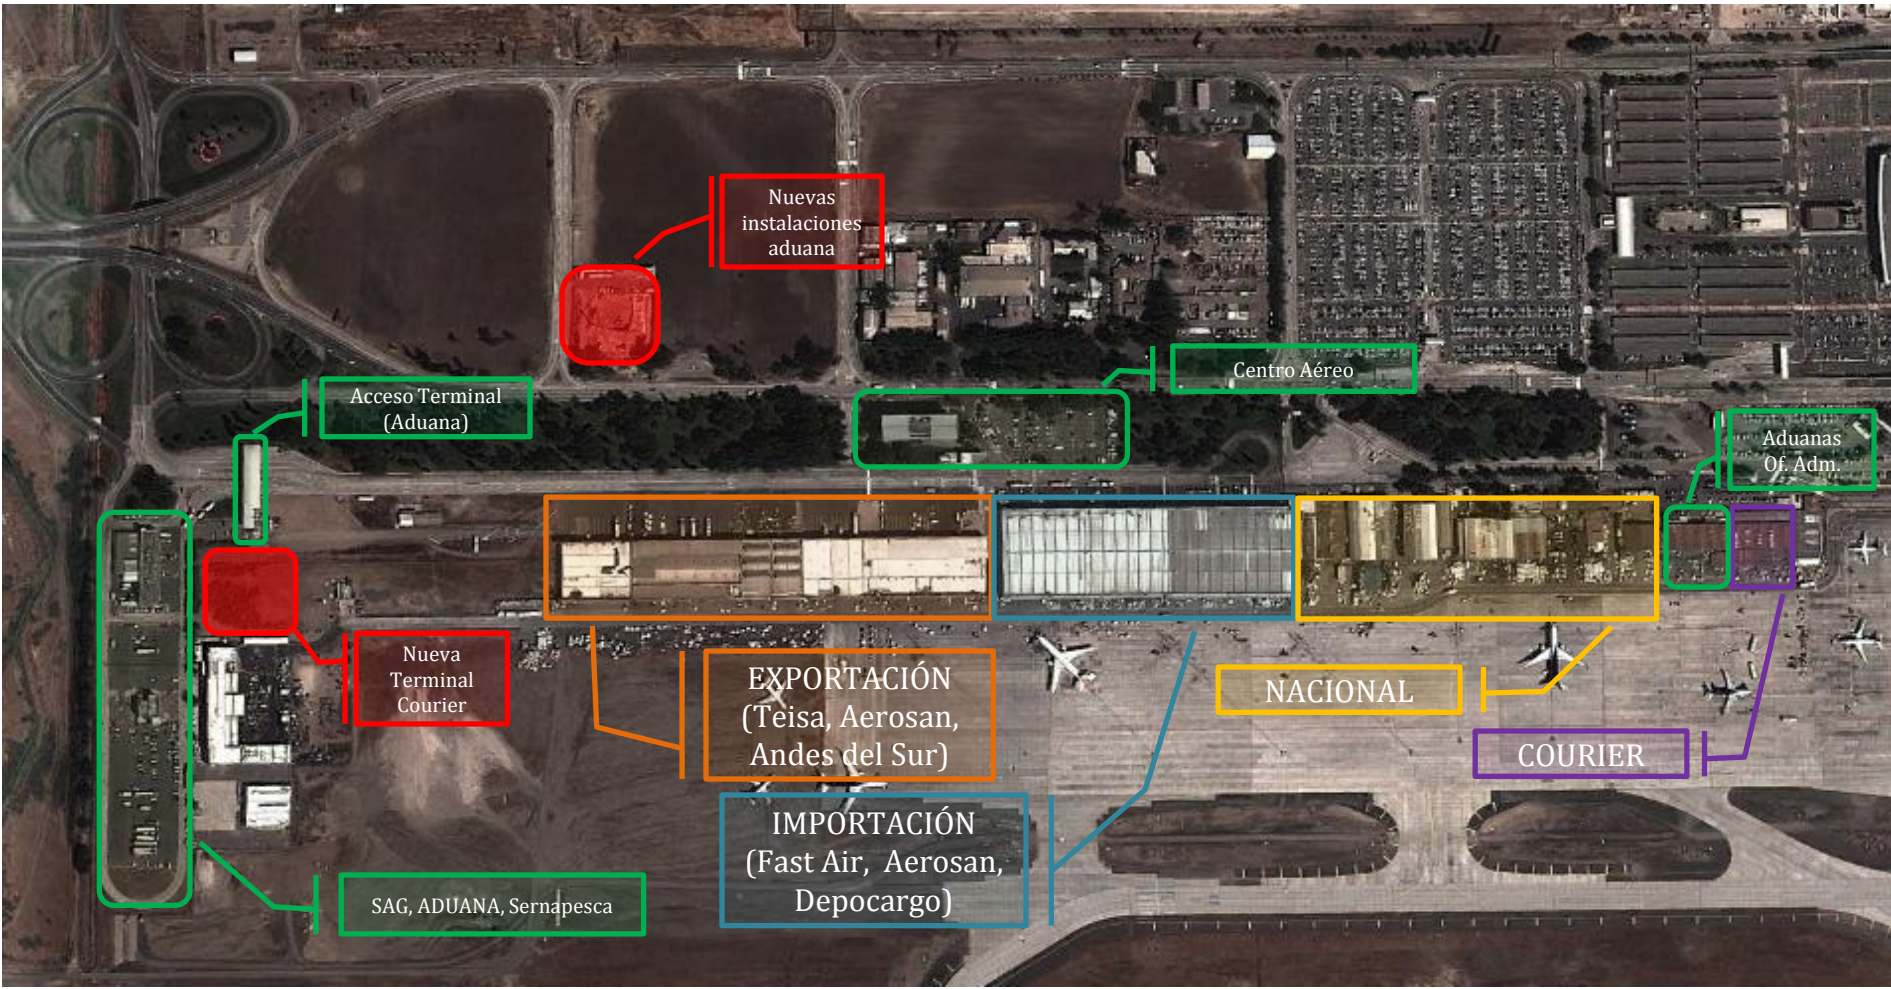 Nuevas
instalaciones
aduana
Centro Aéreo
Acceso Terminal
(Aduana)
Aduanas
Of. Adm.
Nueva
Terminal
Courier
EXPORTACIÓN
(Teisa, Aerosan,
Andes del Sur)
NACIONAL
COURIER
IMPORTACIÓN
(Fast Air, Aerosan,
Depocargo)
SAG, ADUANA, Sernapesca